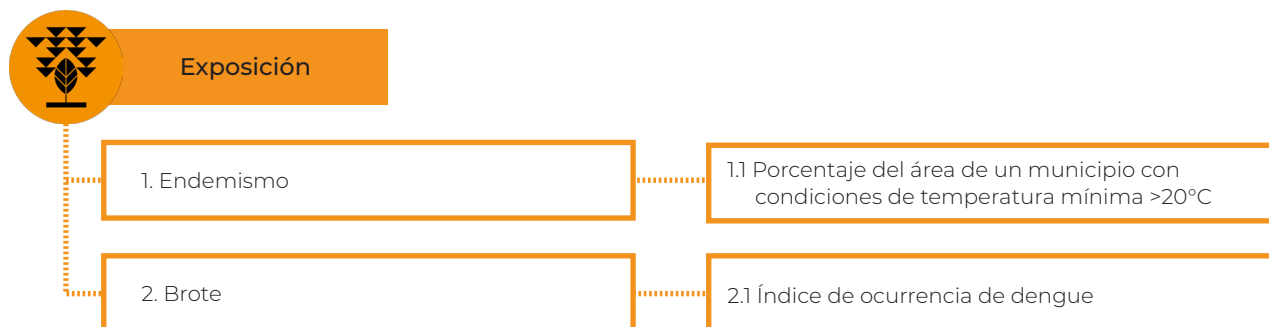 Exposición
1. Endemismo
1.1 Porcentaje del área de un municipio con
condiciones de temperatura mínima >20°C
2. Brote
2.1 Índice de ocurrencia de dengue